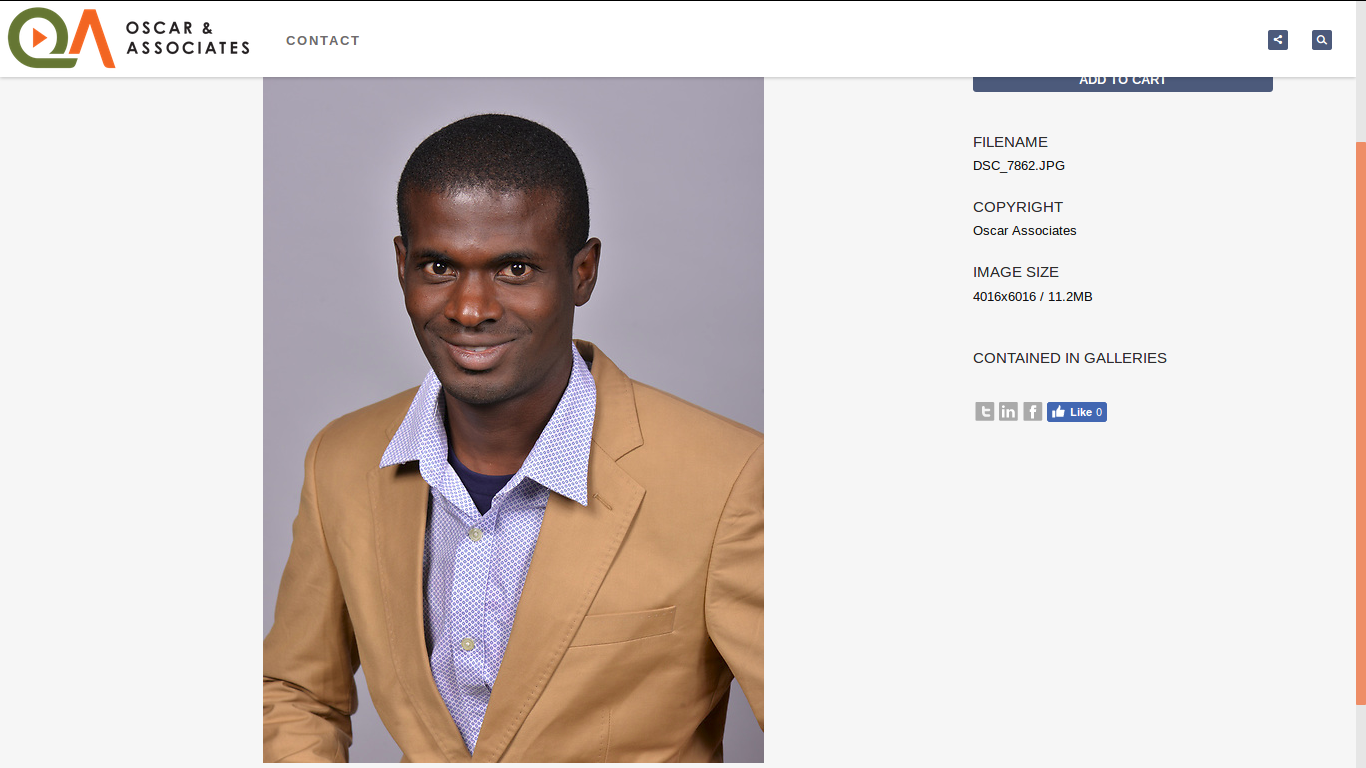 OSCAR &
ASSOCIATES
CONTACT
ADD TO CART
FILENAME
DSC_7862.JPG
COPYRIGHT
Oscar Associates
IMAGE SIZE
4016x6016 / 11.2MB
CONTAINED IN GALLERIES
Like 0